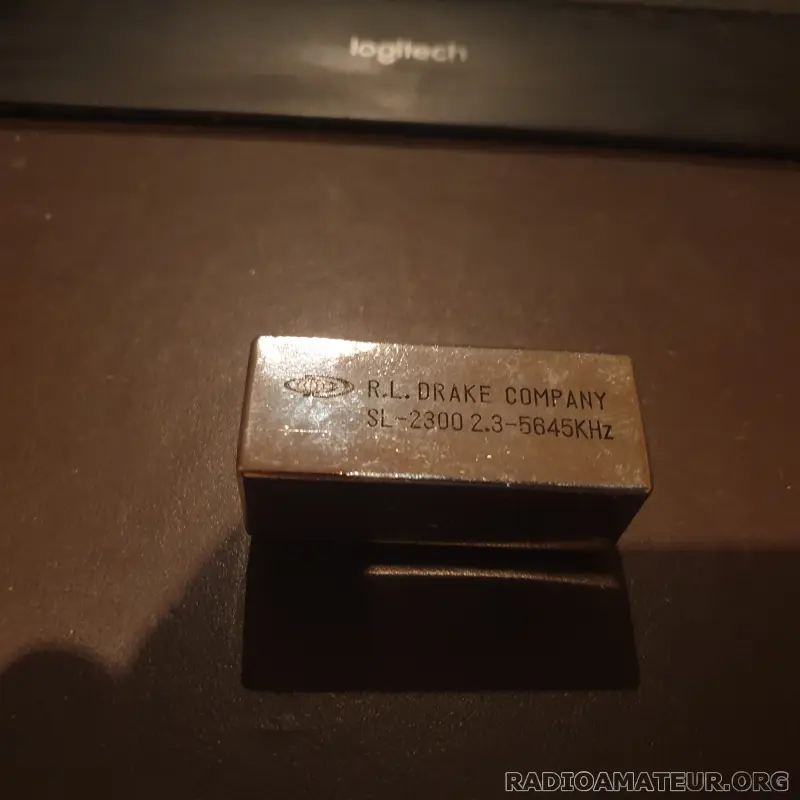 logitech
R.L. DRAKE COMPANY
SL-2300 2.3-5645KHz
RADIOAMATEUR.ORG